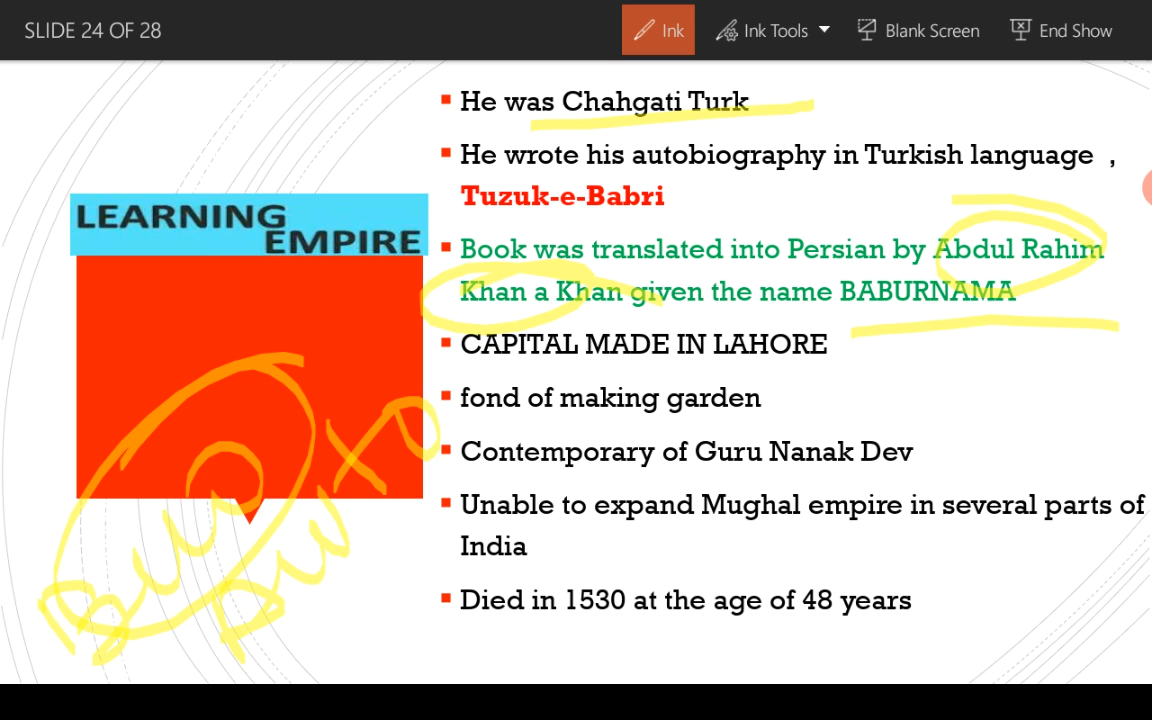 SLIDE 24 OF 28
Ink
Ink Tools
Blank Screen
End Show
LEARNING
EMPIRE
He was Chahgati Turk
He wrote his autobiography in Turkish language ,
Tuzuk-e-Babri
Book was translated into Persian by Abdul Rahim
Khan a Khan given the name BABURNAMA
CAPITAL MADE IN LAHORE
fond of making garden
Contemporary of Guru Nanak Dev
Unable to expand Mughal empire in several parts of
India
Died in 1530 at the age of 48 years